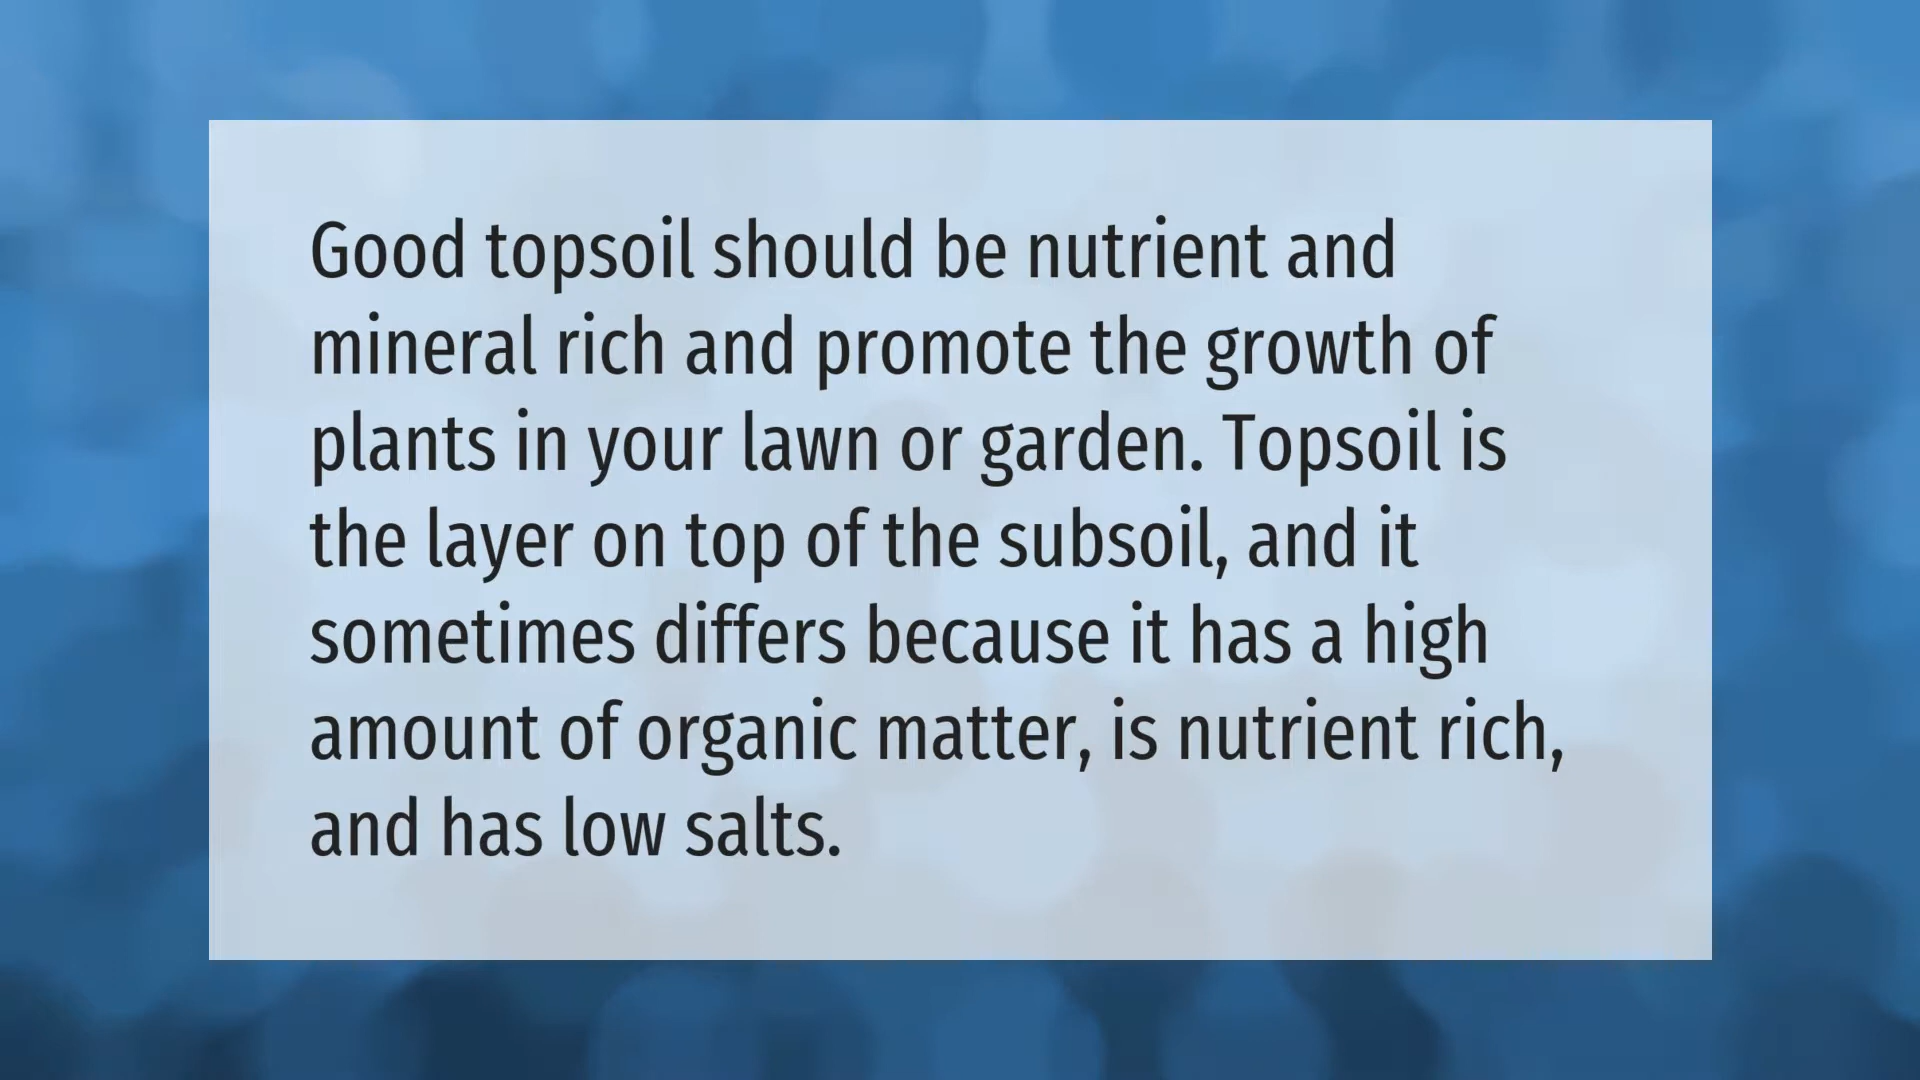 Good topsoil should be nutrient and
mineral rich and promote the growth of
plants in your lawn or garden. Topsoil is
the layer on top of the subsoil, and it
sometimes differs because it has a high
amount of organic matter, is nutrient rich,
and has low salts.